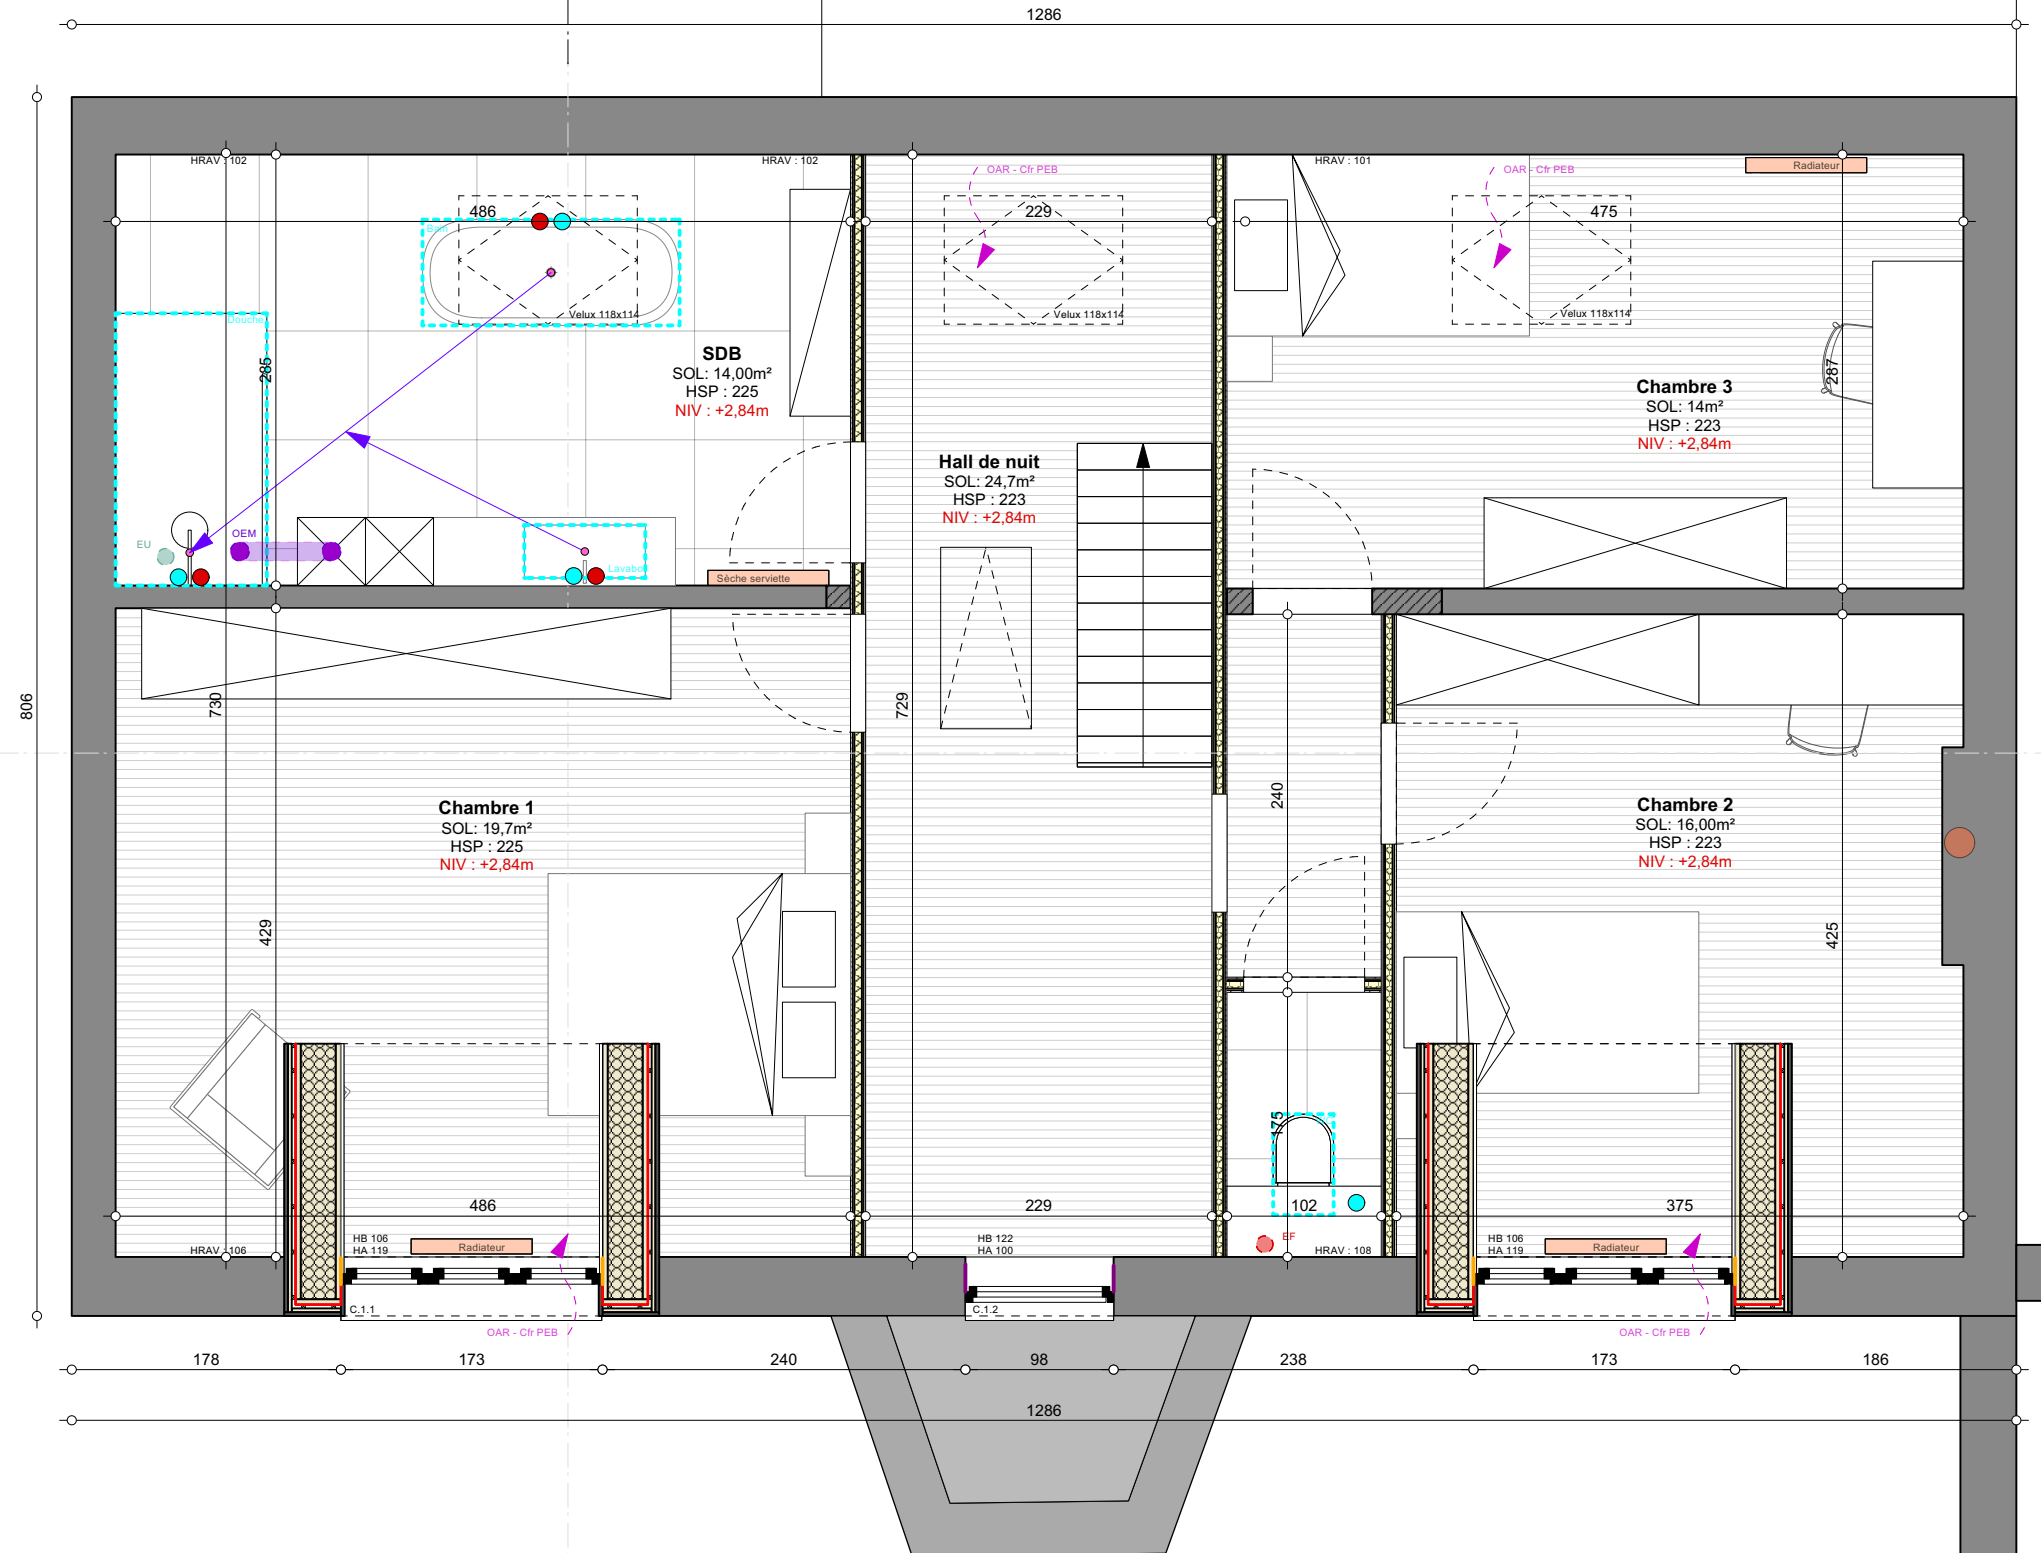 1286
HRAV : 102
HRAV : 102
OAR - Cfr PEB
HRAV : 101
OAR - Cfr PEB
Radiateur
486
229
475
Bain
Velux 118x114
Velux 118x114
Velux 118x114
Douche
285
SDB
SOL: 14,00m²
HSP : 225
NIV : +2,84m
287
Chambre 3
SOL: 14m²
HSP : 223
NIV : +2,84m
Hall de nuit
SOL: 24,7m²
HSP : 223
NIV : +2,84m
EU
OEM
Lavabo
Sèche serviette
806
730
729
240
Chambre 1
SOL: 19,7m²
HSP : 225
NIV : +2,84m
Chambre 2
SOL: 16,00m²
HSP : 223
NIV : +2,84m
429
425
175
486
229
102
375
HRAV : 106
HB 106
HA 119
Radiateur
HB 122
HA 100
EF
HRAV : 108
HB 106
HA 119
Radiateur
C.1.1
C.1.2
OAR - Cfr PEB
OAR - Cfr PEB
178
173
240
98
238
173
186
1286